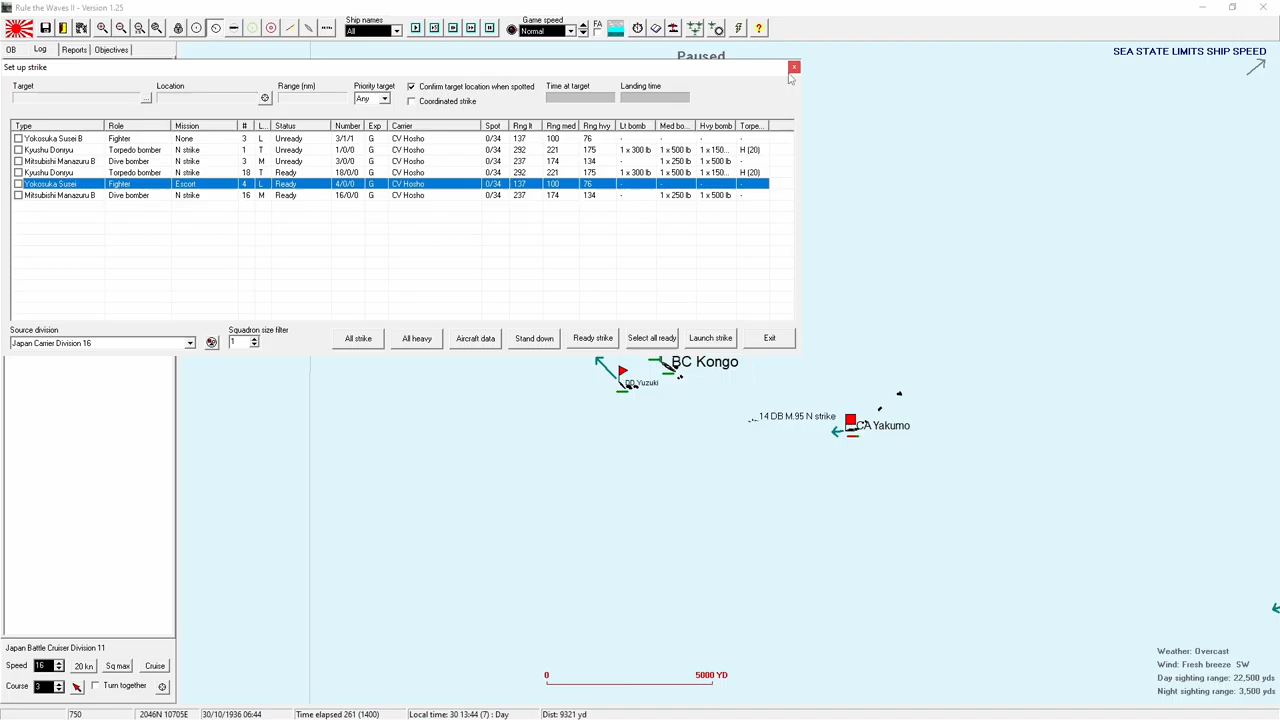 Rule the Waves II - Version 1.25
Ship names
All
Game speed
Normal
FA
OB Log Reports Objectives
Paused
SEA STATE LIMITS SHIP SPEED
Set up strike
Target Location Range (nm) Priority target Any Confirm target location when spotted Time at target Landing time
Coordinated strike
Type Role Mission # L... Status Number Exp Carrier Spot Rng lt Rng med Rng hvy Lt bomb Med bo... Hvy bomb Torpe...
Yokosuka Susei B Fighter None 3 L Unready 3/1/1 G CV Hosho 0/34 137 100 76 - - - -
Kyushu Donryu Torpedo bomber N strike 1 T Unready 1/0/0 G CV Hosho 0/34 292 221 175 1 x 300 lb 1 x 500 lb 1 x 150... H (20)
Mitsubishi Manazuru B Dive bomber N strike 3 M Unready 3/0/0 G CV Hosho 0/34 237 174 134 - 1 x 250 lb 1 x 500 lb -
Kyushu Donryu Torpedo bomber N strike 18 T Ready 18/0/0 G CV Hosho 0/34 292 221 175 1 x 300 lb 1 x 500 lb 1 x 150... H (20)
Yokosuka Susei Fighter Escort 4 L Ready 4/0/0 G CV Hosho 0/34 137 100 76 - - - -
Mitsubishi Manazuru B Dive bomber N strike 16 M Ready 16/0/0 G CV Hosho 0/34 237 174 134 - 1 x 250 lb 1 x 500 lb -
Source division
Japan Carrier Division 16
Squadron size filter
1
All strike All heavy Aircraft data Stand down Ready strike Select all ready Launch strike Exit
BC Kongo
DD Yuzuki
14 DB M.95 N strike
CA Yakumo
Japan Battle Cruiser Division 11
Speed 16 20 kn Sq max Cruise
Course 3 Turn together
0 5000 YD
Weather: Overcast
Wind: Fresh breeze SW
Day sighting range: 22,500 yds
Night sighting range: 3,500 yds
750 2046N 10705E 30/10/1936 06:44 Time elapsed 261 (1400) Local time: 30 13:44 (7) : Day Dist: 9321 yd